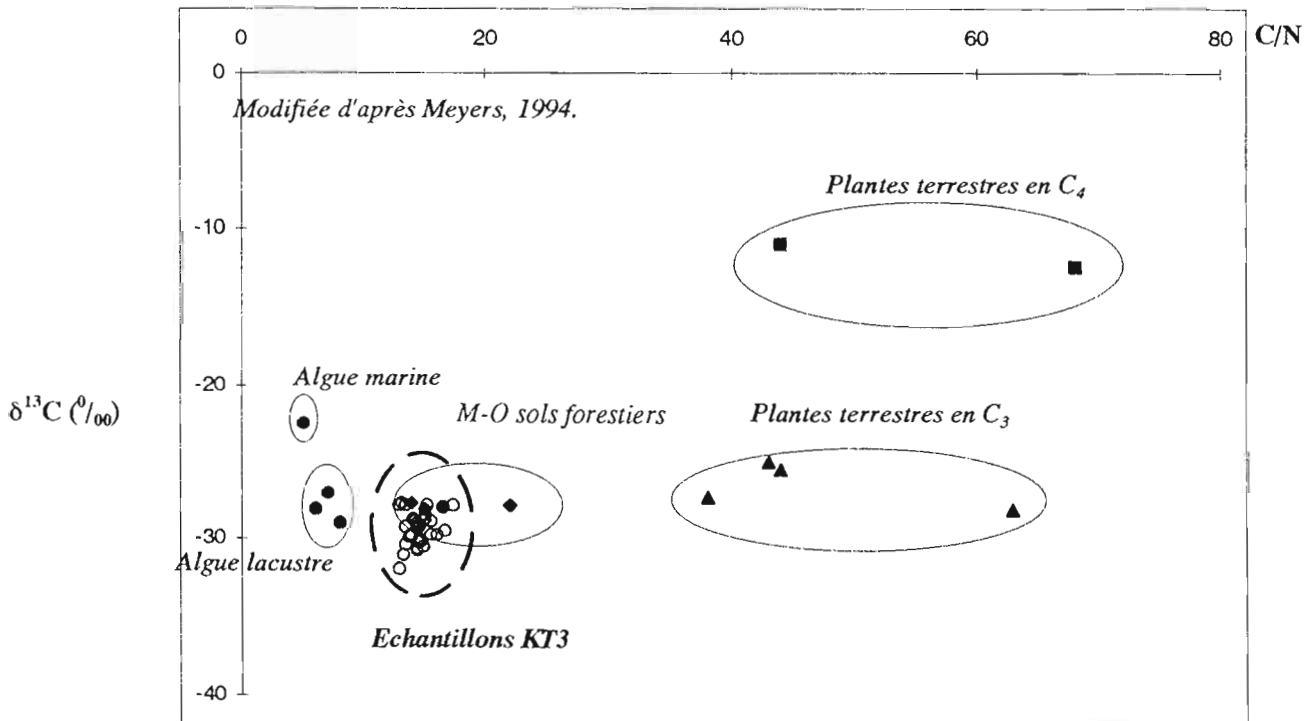 0 20 40 60 80 C/N
0
Modifiée d'après Meyers, 1994.
Plantes terrestres en C₄
-10
-20
Algue marine
δ¹³C (⁰/₀₀)
M-O sols forestiers
Plantes terrestres en C₃
-30
Algue lacustre
Echantillons KT3
-40